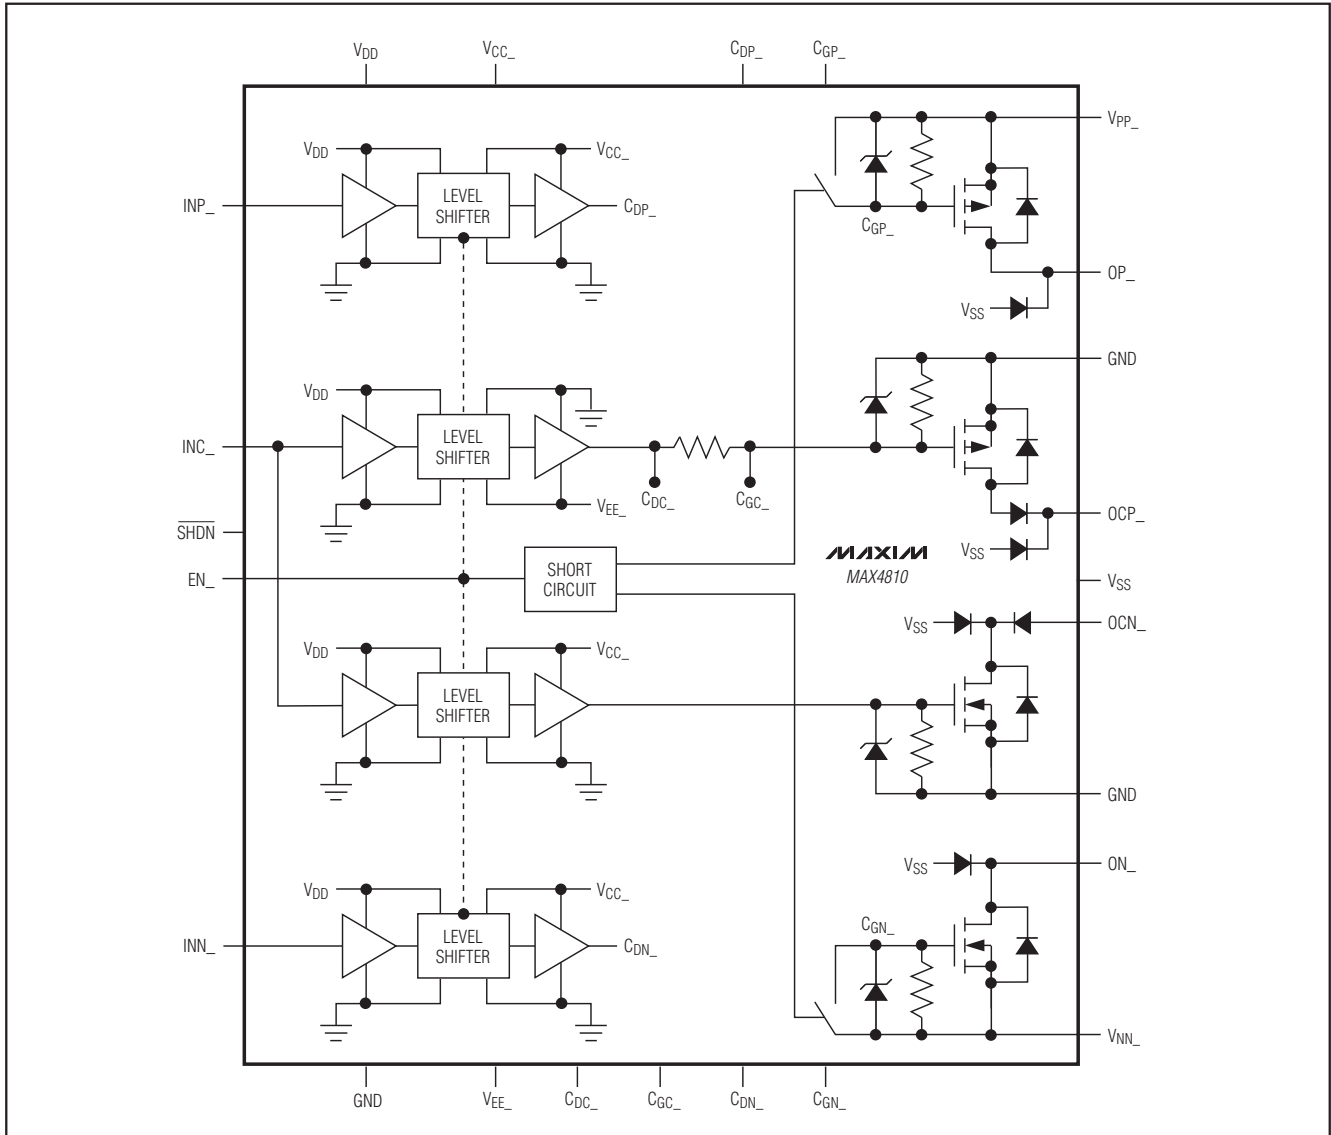 VDD
VCC_
CDP_
CGP_
VPP_
VDD
VCC_
INP_
LEVEL
SHIFTER
CDP_
CGP_
OP_
VSS
GND
VDD
INC_
LEVEL
SHIFTER
VEE_
CDC_
CGC_
OCP_
VSS
SHDN
MAXIM
MAX4810
EN_
SHORT
CIRCUIT
VSS
VSS
OCN_
VDD
VCC_
LEVEL
SHIFTER
GND
VSS
ON_
VDD
VCC_
CGN_
INN_
LEVEL
SHIFTER
CDN_
VNN_
GND
VEE_
CDC_
CGC_
CDN_
CGN_